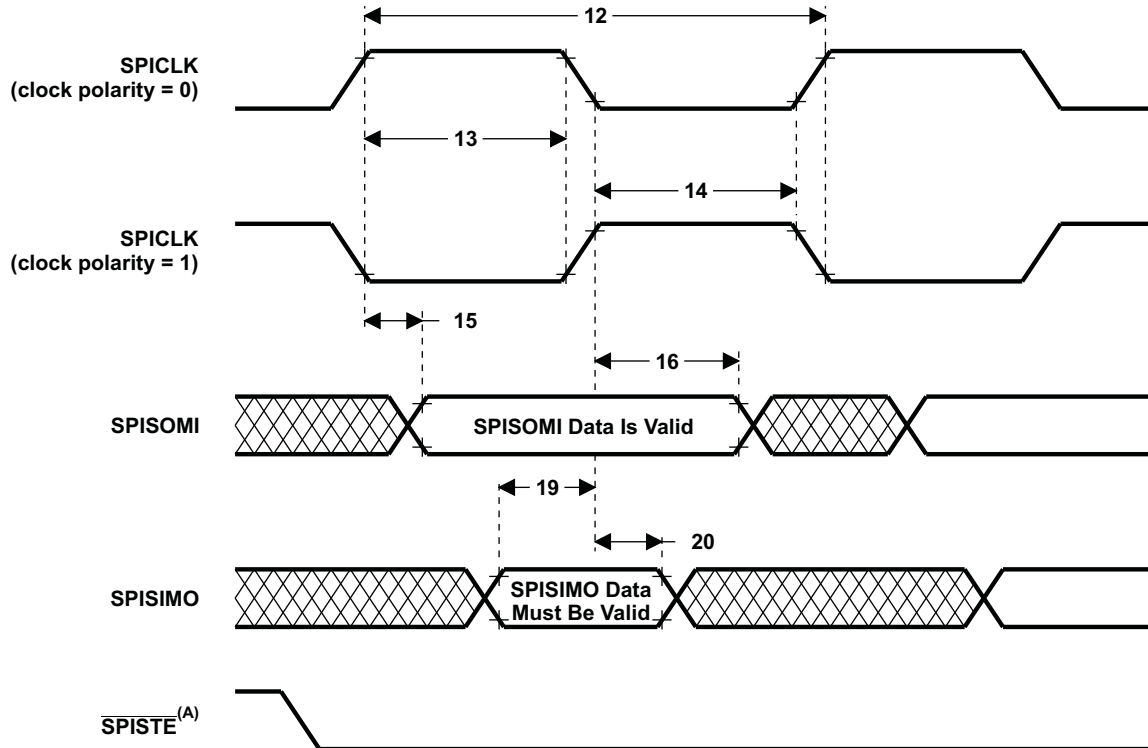 12
SPICLK
(clock polarity = 0)
13
14
SPICLK
(clock polarity = 1)
15
16
SPISOMI
SPISOMI Data Is Valid
19
20
SPISIMO
SPISIMO Data
Must Be Valid
SPISTE(A)